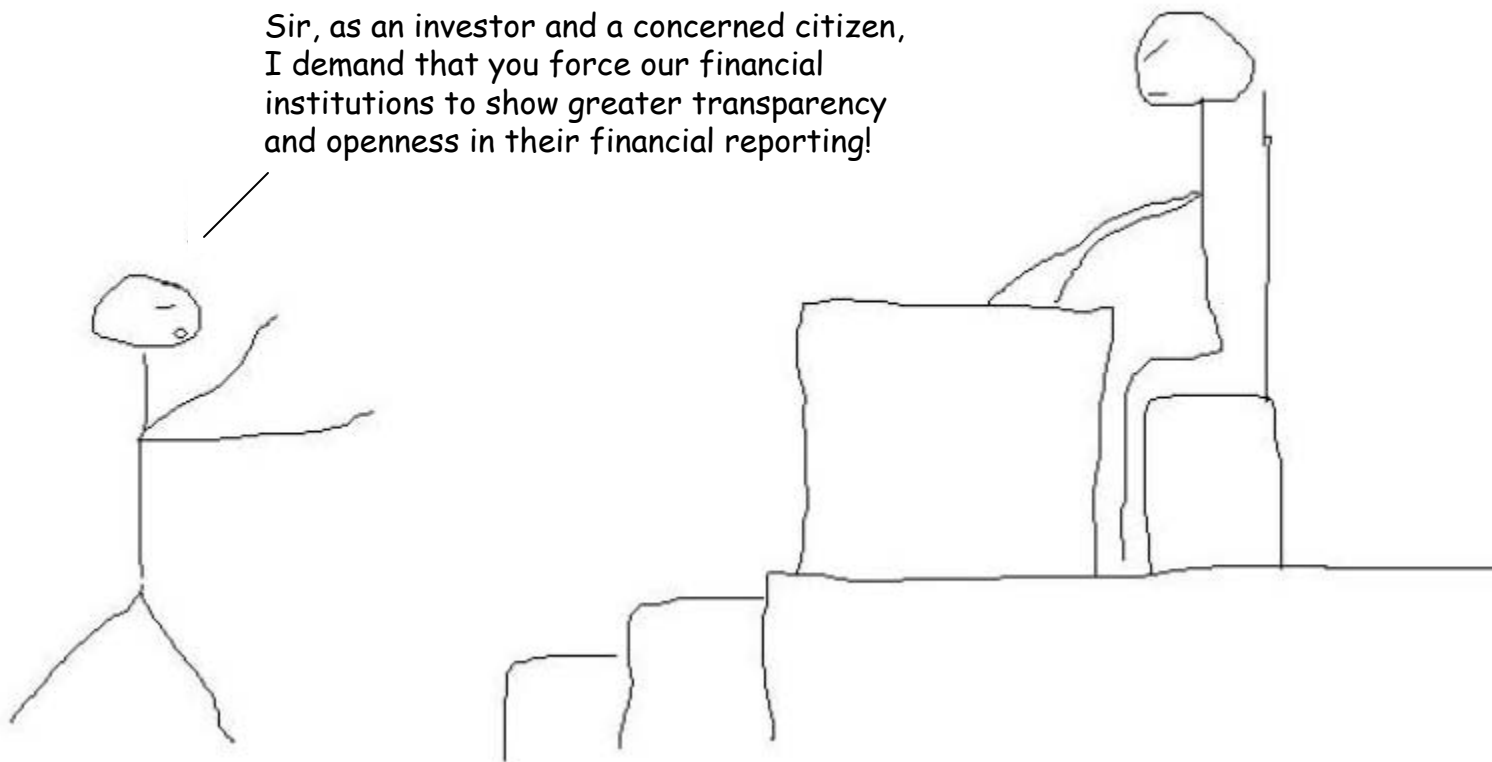 Sir, as an investor and a concerned citizen,
I demand that you force our financial
institutions to show greater transparency
and openness in their financial reporting!